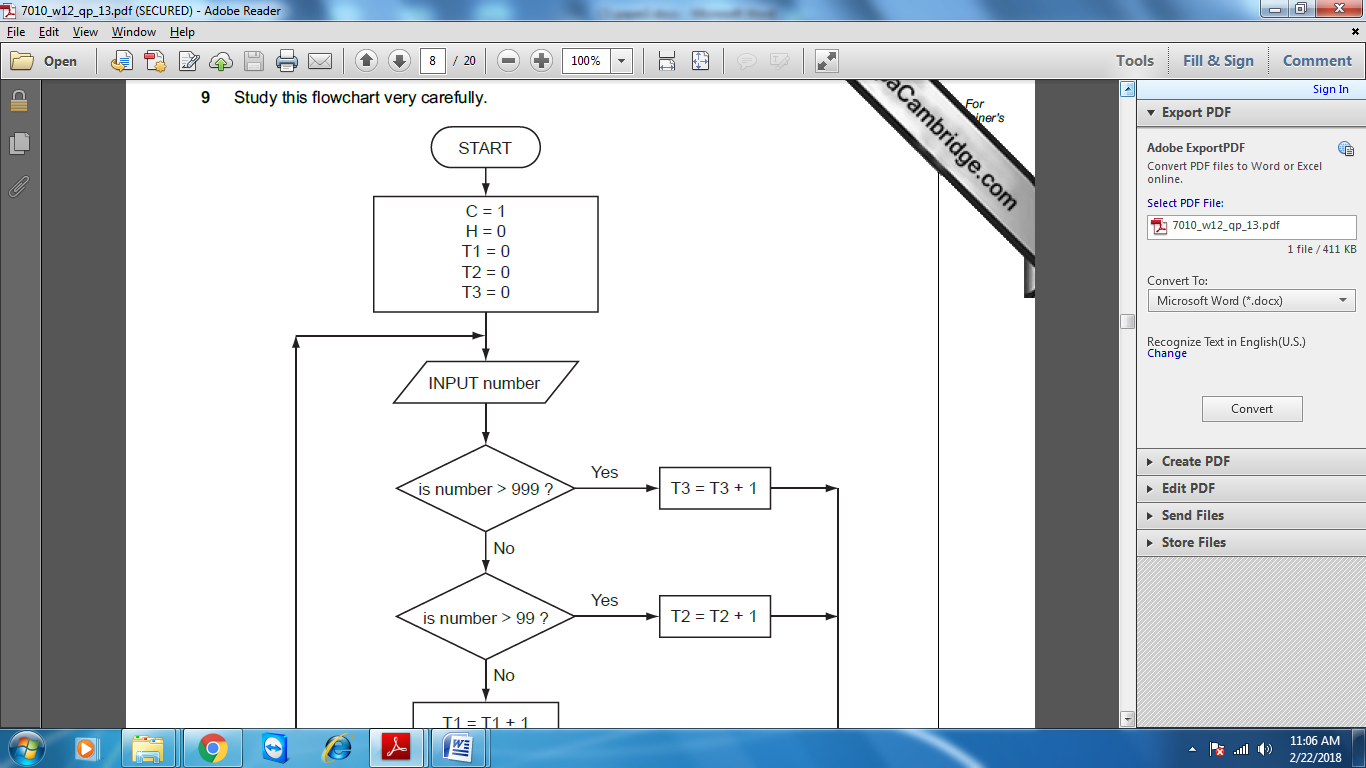 7010_w12_qp_13.pdf (SECURED) - Adobe Reader
File Edit View Window Help
Open 8 / 20 100% Tools Fill & Sign Comment
Sign In
9 Study this flowchart very carefully.
For
iner's
aCambridge.com
START
C = 1
H = 0
T1 = 0
T2 = 0
T3 = 0
INPUT number
is number > 999 ?
Yes
T3 = T3 + 1
No
is number > 99 ?
Yes
T2 = T2 + 1
No
T1 = T1 + 1
Export PDF
Adobe ExportPDF
Convert PDF files to Word or Excel
online.
Select PDF File:
7010_w12_qp_13.pdf
1 file / 411 KB
Convert To:
Microsoft Word (*.docx)
Recognize Text in English(U.S.)
Change
Convert
Create PDF
Edit PDF
Send Files
Store Files
11:06 AM
2/22/2018